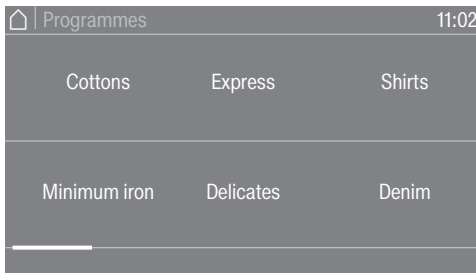 Programmes 11:02
Cottons Express Shirts
Minimum iron Delicates Denim